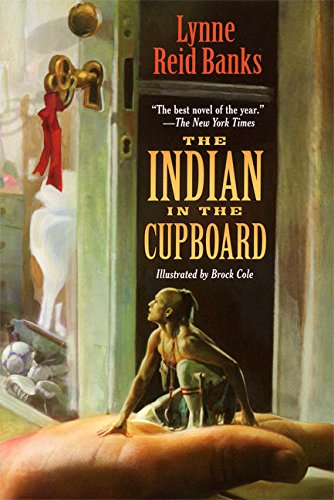 Lynne
Reid Banks
“The best novel of the year.”
—The New York Times
THE
INDIAN
IN THE
CUPBOARD
Illustrated by Brock Cole